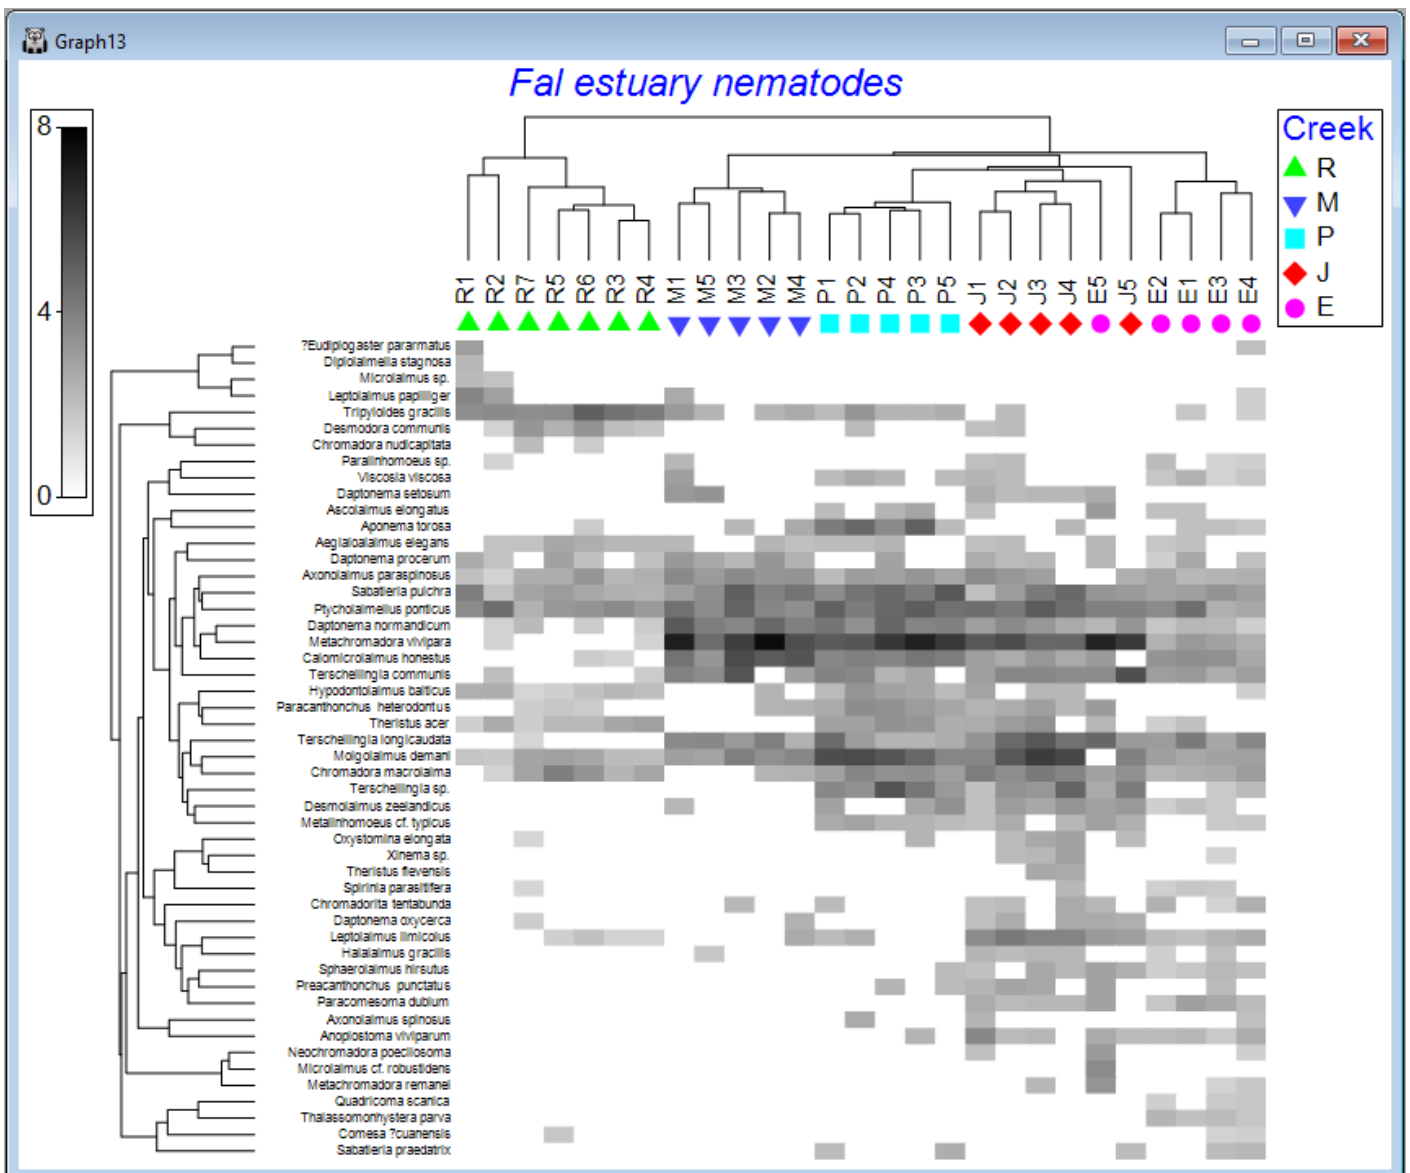 Graph13
Fal estuary nematodes
8
4
0
Creek
R
M
P
J
E
R1 R2 R7 R5 R6 R3 R4 M1 M5 M3 M2 M4 P1 P2 P4 P3 P5 J1 J2 J3 J4 E5 J5 E2 E1 E3 E4
?Eudiplogaster pararmatus
Diplolaimella stagnosa
Microlaimus sp.
Leptolaimus papilliger
Tripyloides gracilis
Desmodora communis
Chromadora nudicapitata
Paralinhomoeus sp.
Viscosia viscosa
Daptonema setosum
Ascolaimus elongatus
Aponema torosa
Aegialoalaimus elegans
Daptonema procerum
Axonolaimus paraspinosus
Sabatieria pulchra
Ptycholaimellus ponticus
Daptonema normandicum
Metachromadora vivipara
Calomicrolaimus honestus
Terschellingia communis
Hypodontolaimus balticus
Paracanthonchus heterodontus
Theristus acer
Terschellingia longicaudata
Molgolaimus demani
Chromadora macrolaima
Terschellingia sp.
Desmolaimus zeelandicus
Metalinhomoeus cf. typicus
Oxystomina elongata
Xinema sp.
Theristus flevensis
Spirinia parasitifera
Chromadorita tentabunda
Daptonema oxycerca
Leptolaimus limicolus
Halalaimus gracilis
Sphaerolaimus hirsutus
Preacanthonchus punctatus
Paracomesoma dubium
Axonolaimus spinosus
Anoplostoma viviparum
Neochromadora poecilosoma
Microlaimus cf. robustidens
Metachromadora remanei
Quadricoma scanica
Thalassomonhystera parva
Comesa ?cuanensis
Sabatieria praedatrix